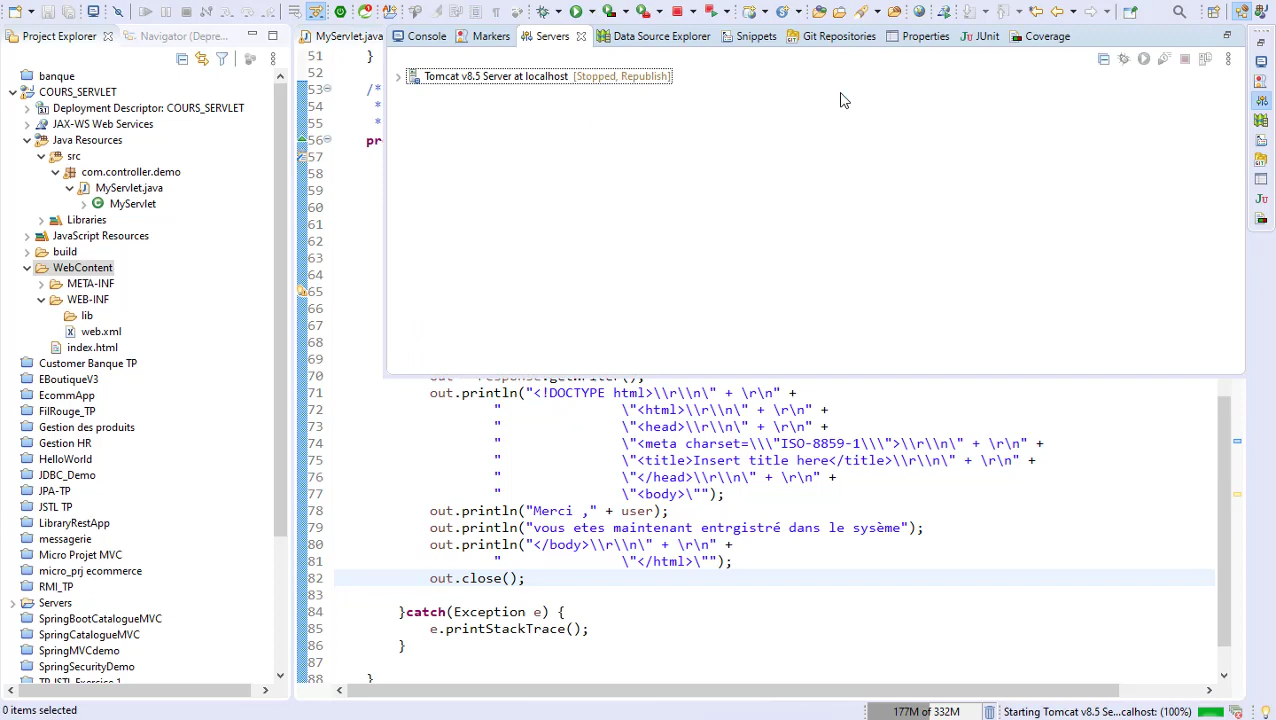 Project Explorer
Navigator (Depre...
MyServlet.java
Console
Markers
Servers
Data Source Explorer
Snippets
Git Repositories
Properties
JUnit
Coverage
Tomcat v8.5 Server at localhost [Stopped, Republish]
banque
COURS_SERVLET
Deployment Descriptor: COURS_SERVLET
JAX-WS Web Services
Java Resources
src
com.controller.demo
MyServlet.java
MyServlet
Libraries
JavaScript Resources
build
WebContent
META-INF
WEB-INF
lib
web.xml
index.html
Customer Banque TP
EBoutiqueV3
EcommApp
FilRouge_TP
Gestion des produits
Gestion HR
HelloWorld
JDBC_Demo
JPA-TP
JSTL TP
LibraryRestApp
messagerie
Micro Projet MVC
micro_prj ecommerce
RMI_TP
Servers
SpringBootCatalogueMVC
SpringCatalogueMVC
SpringMVCdemo
SpringSecurityDemo
TP JSTL Exercice 1
51 }
52
53 /*
54 *
55 *
56 pr
57
58
59
60
61
62
63
64
65
66
67
68
69
70 out = response.getWriter();
71 out.println("<!DOCTYPE html>\\r\\n\" + \r\n" +
72 " \"<html>\\r\\n\" + \r\n" +
73 " \"<head>\\r\\n\" + \r\n" +
74 " \"<meta charset=\\\"ISO-8859-1\\\">\\r\\n\" + \r\n" +
75 " \"<title>Insert title here</title>\\r\\n\" + \r\n" +
76 " \"</head>\\r\\n\" + \r\n" +
77 " \"<body>\"");
78 out.println("Merci ," + user);
79 out.println("vous etes maintenant entrgistré dans le sysème");
80 out.println("</body>\\r\\n\" + \r\n" +
81 " \"</html>\"");
82 out.close();
83
84 }catch(Exception e) {
85 e.printStackTrace();
86 }
87
88 }
0 items selected
177M of 332M
Starting Tomcat v8.5 Se...calhost: (100%)